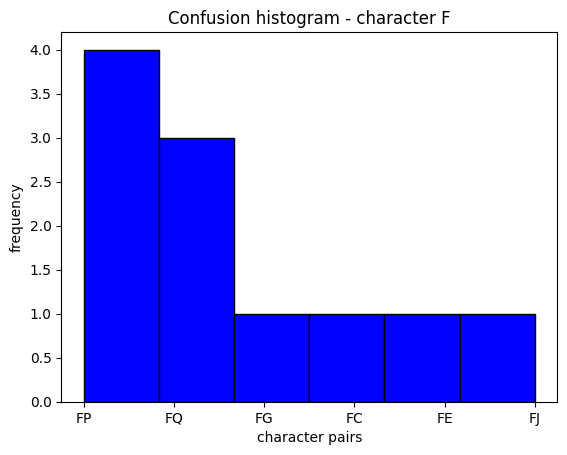 Confusion histogram - character F
4.0
3.5
3.0
2.5
2.0
1.5
1.0
0.5
0.0
frequency
FP FQ FG FC FE FJ
character pairs